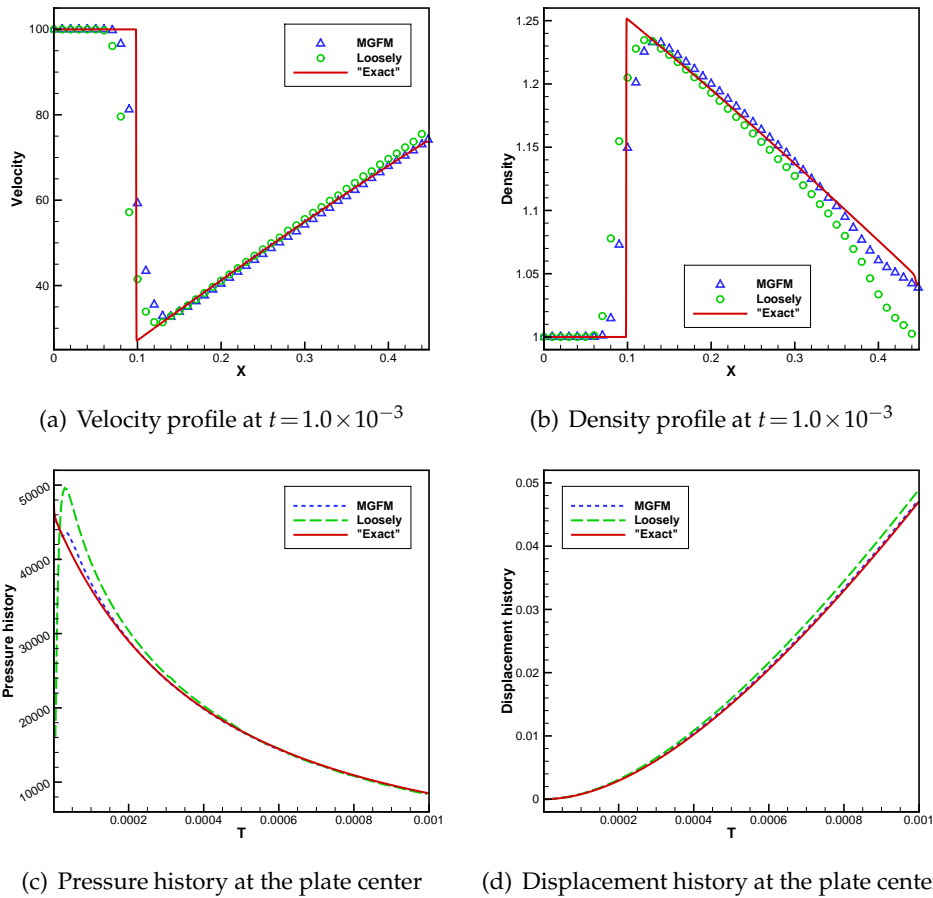 100
80
60
40
0
0.1
0.2
0.3
0.4
Velocity
X
MGFM
Loosely
"Exact"
1.25
1.2
1.15
1.1
1.05
1
0
0.1
0.2
0.3
0.4
Density
X
MGFM
Loosely
"Exact"
(a) Velocity profile at t=1.0×10−3
(b) Density profile at t=1.0×10−3
50000
40000
30000
20000
10000
0.0002
0.0004
0.0006
0.0008
0.001
Pressure history
T
MGFM
Loosely
"Exact"
0.05
0.04
0.03
0.02
0.01
0
0.0002
0.0004
0.0006
0.0008
0.001
Displacement history
T
MGFM
Loosely
"Exact"
(c) Pressure history at the plate center
(d) Displacement history at the plate cente